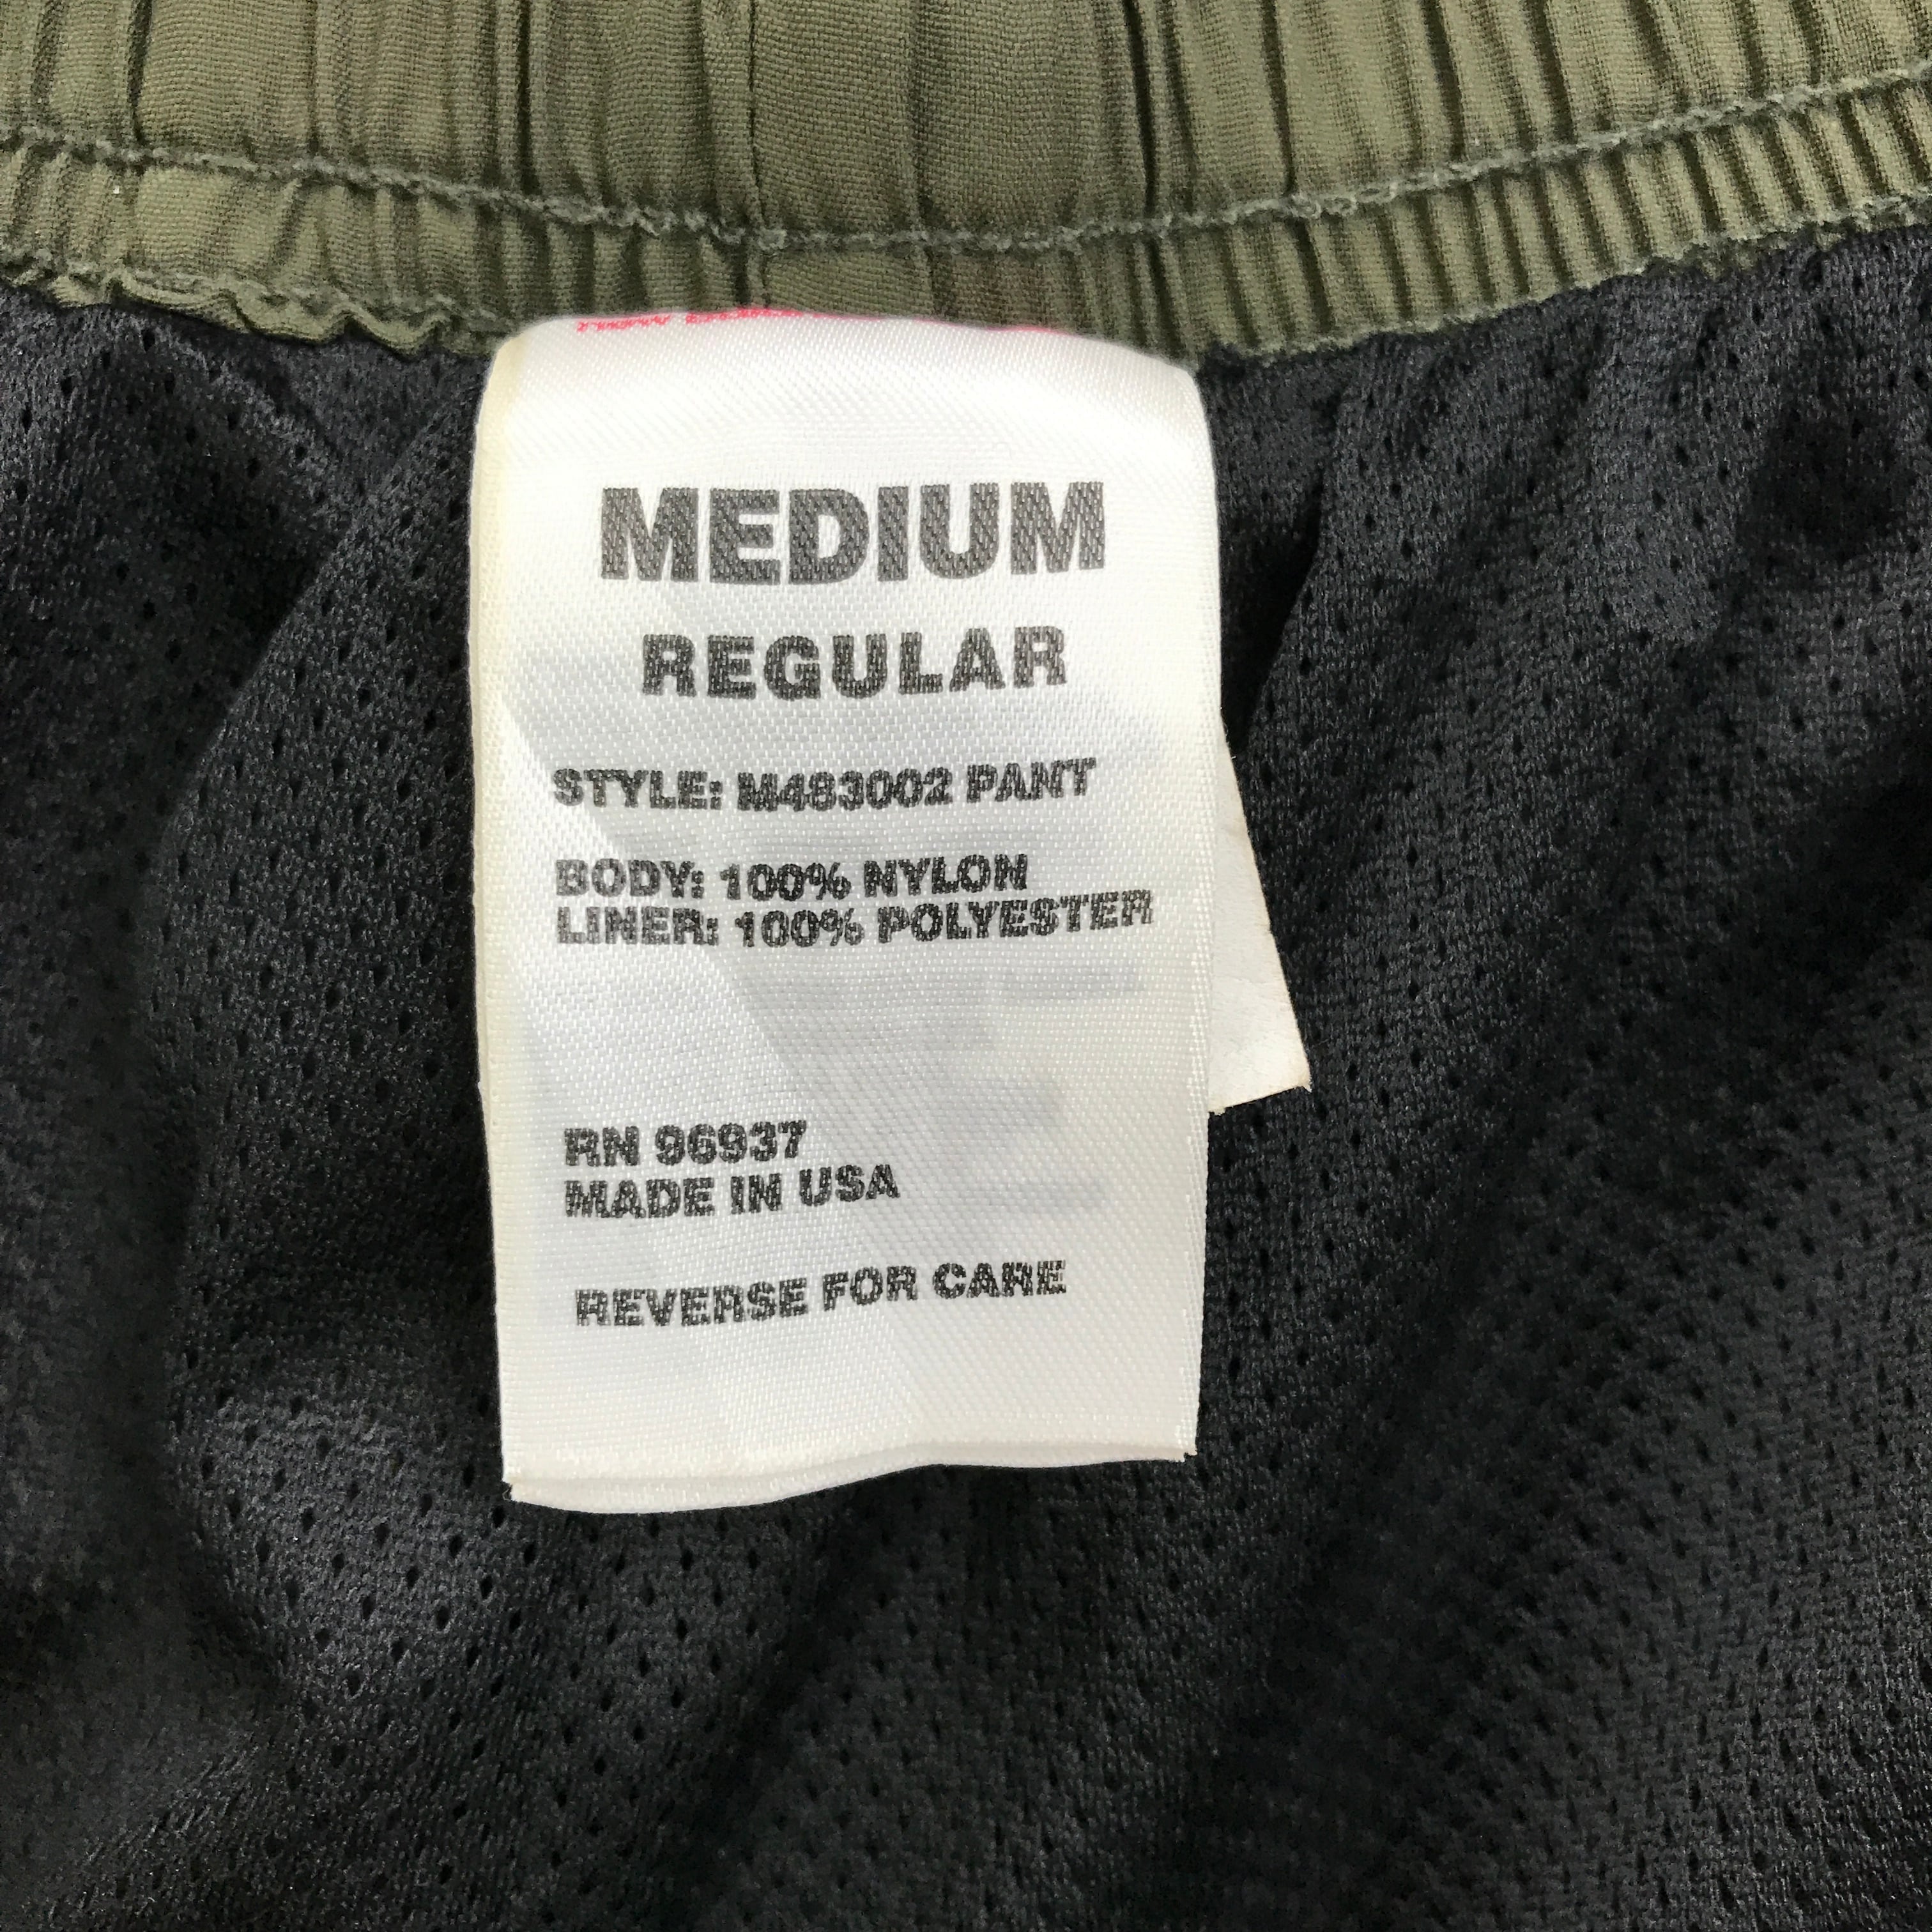 MEDIUM
REGULAR
STYLE: M483002 PANT
BODY: 100% NYLON
LINER: 100% POLYESTER
RN 96937
MADE IN USA
REVERSE FOR CARE